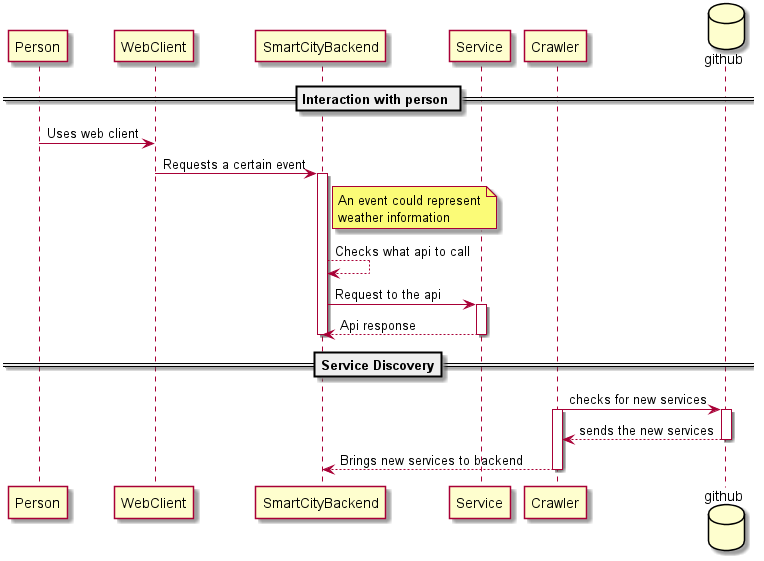 github
Person
WebClient
SmartCityBackend
Service
Crawler
Interaction with person
Uses web client
Requests a certain event
An event could represent
weather information
Checks what api to call
Request to the api
Api response
Service Discovery
checks for new services
sends the new services
Brings new services to backend
Person
WebClient
SmartCityBackend
Service
Crawler
github